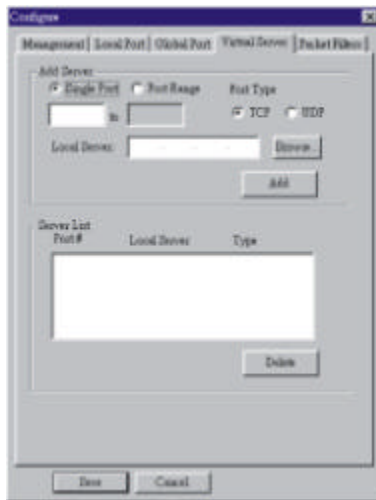 Configure
Management Local Port Global Port Virtual Server Packet Filters
Add Server
Single Port Port Range Port Type
to TCP UDP
Local Server: Browse...
Add
Server List
Port# Local Server Type
Delete
Save Cancel